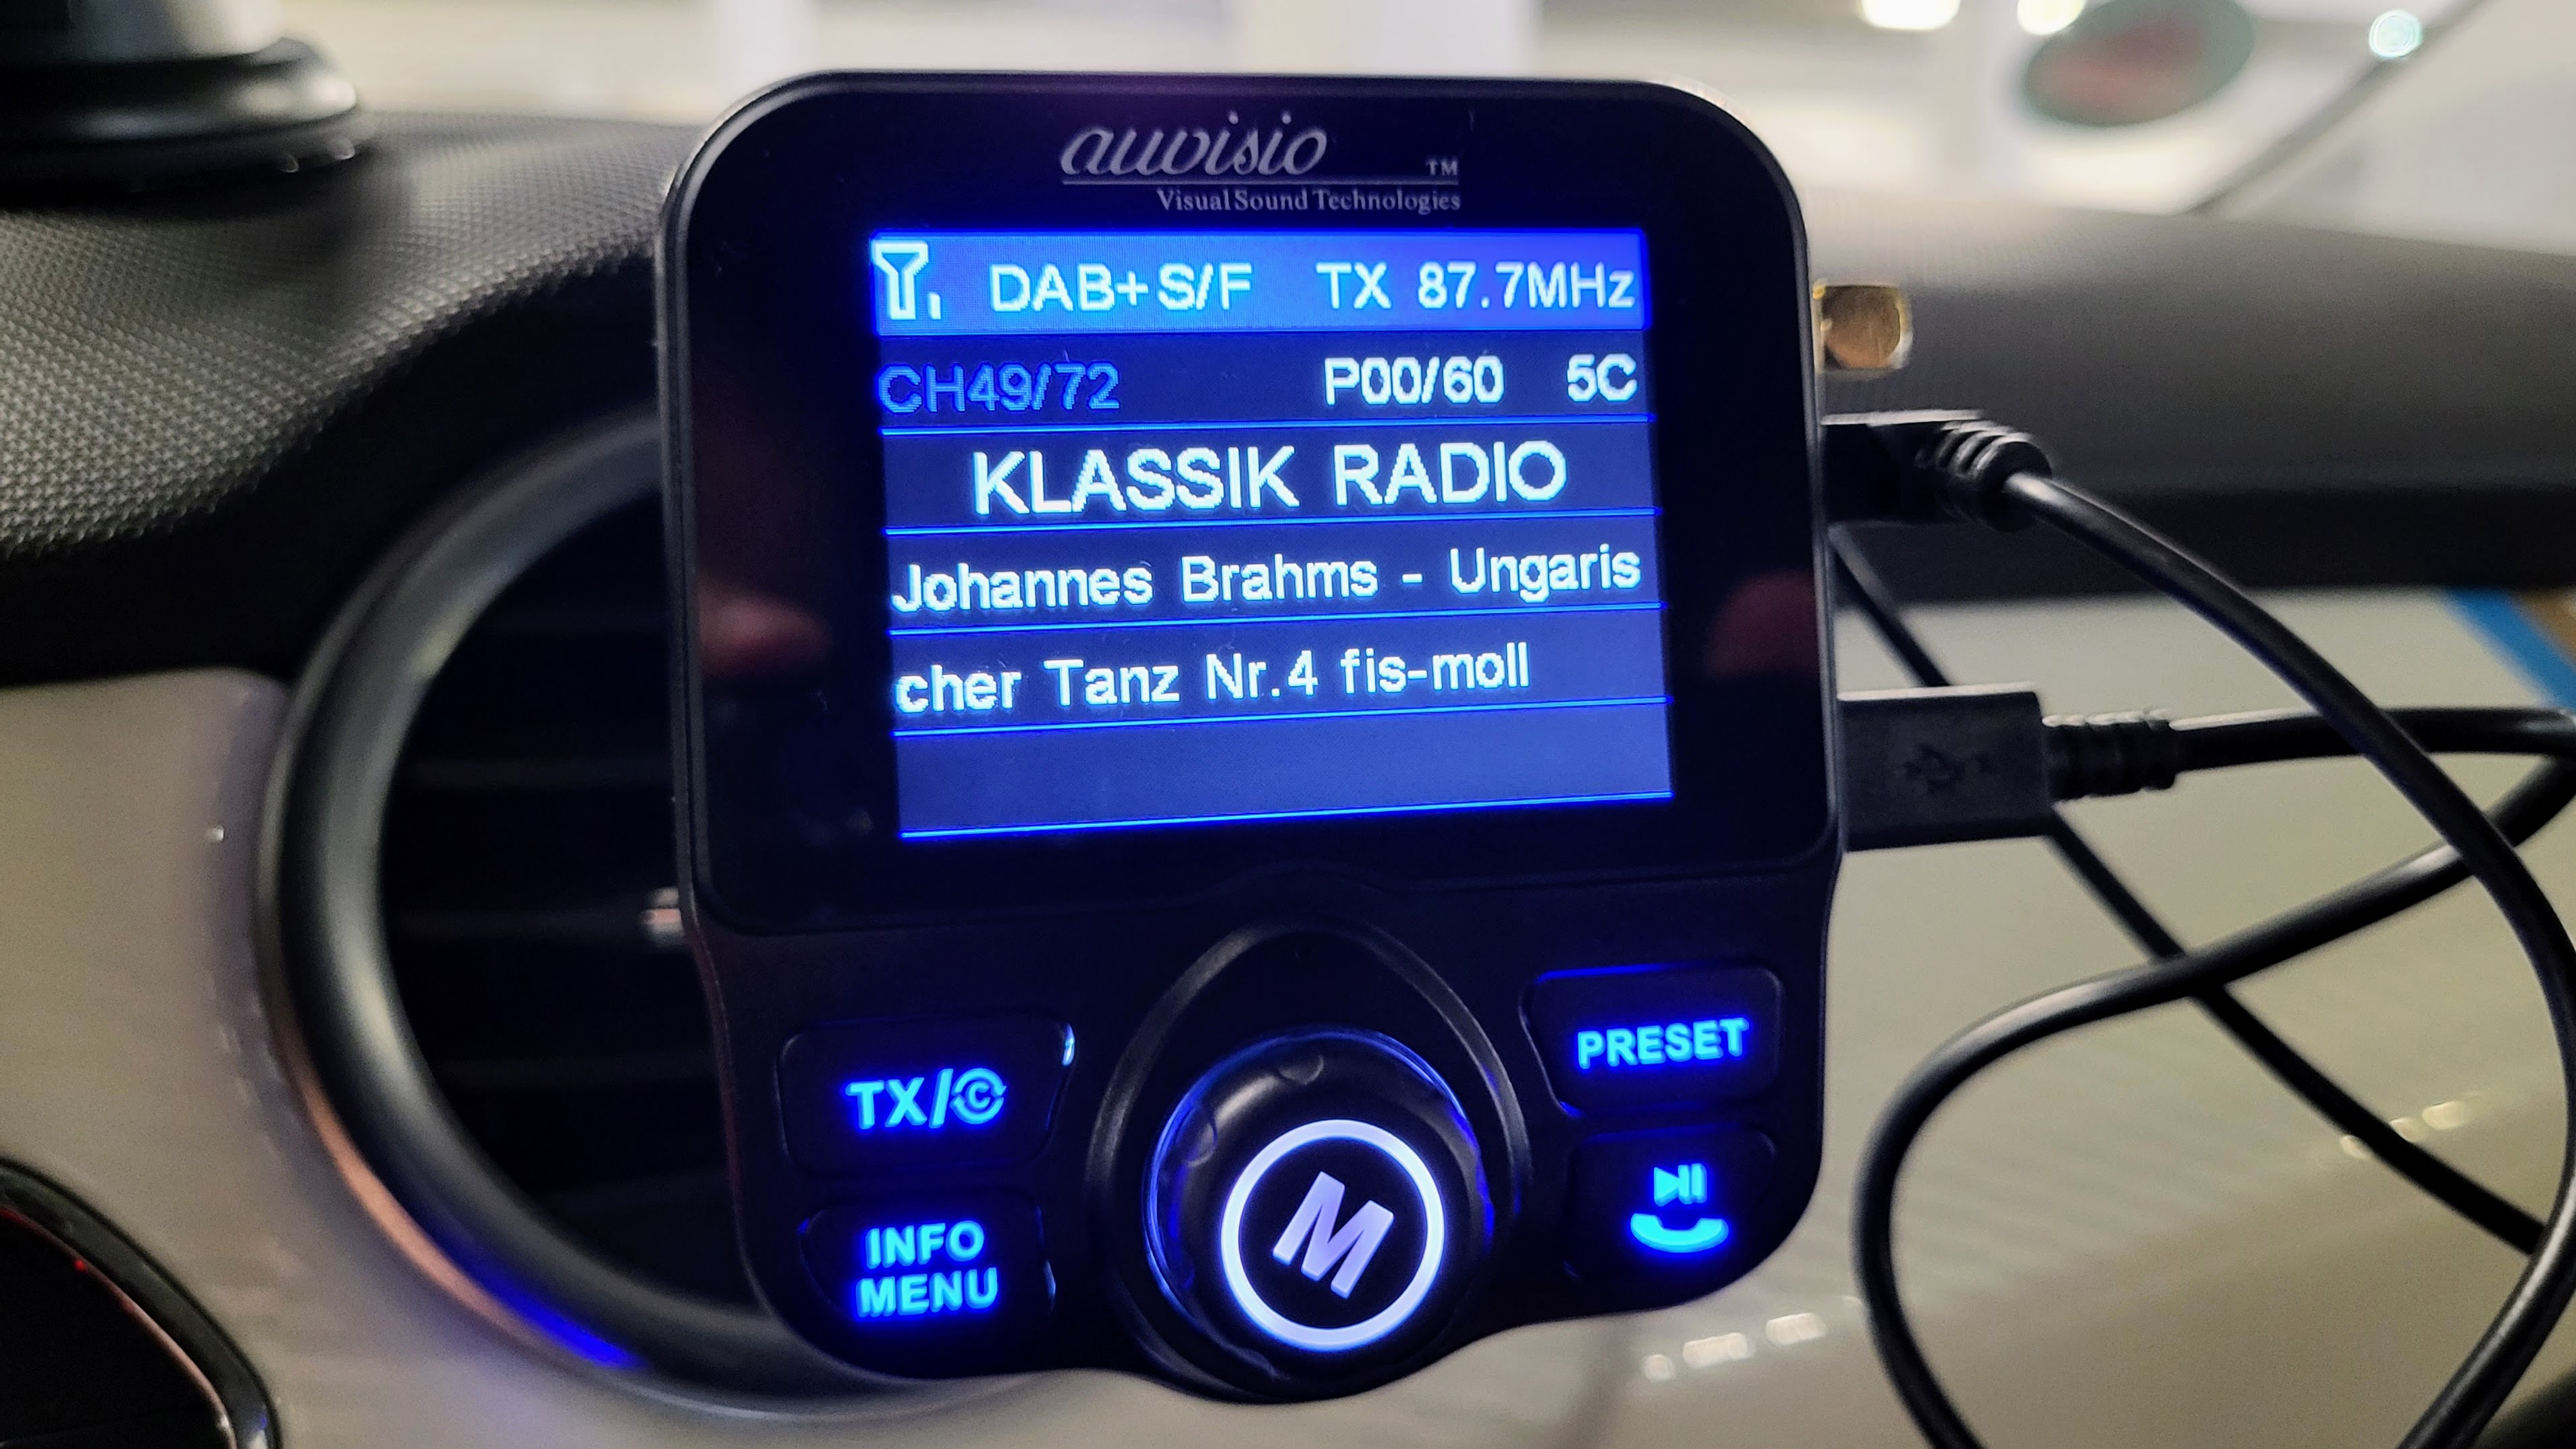 auvisio ™
Visual Sound Technologies
DAB+ S/F TX 87.7MHz
CH49/72 P00/60 5C
KLASSIK RADIO
Johannes Brahms - Ungaris
cher Tanz Nr.4 fis-moll
TX/C
PRESET
INFO
MENU
M